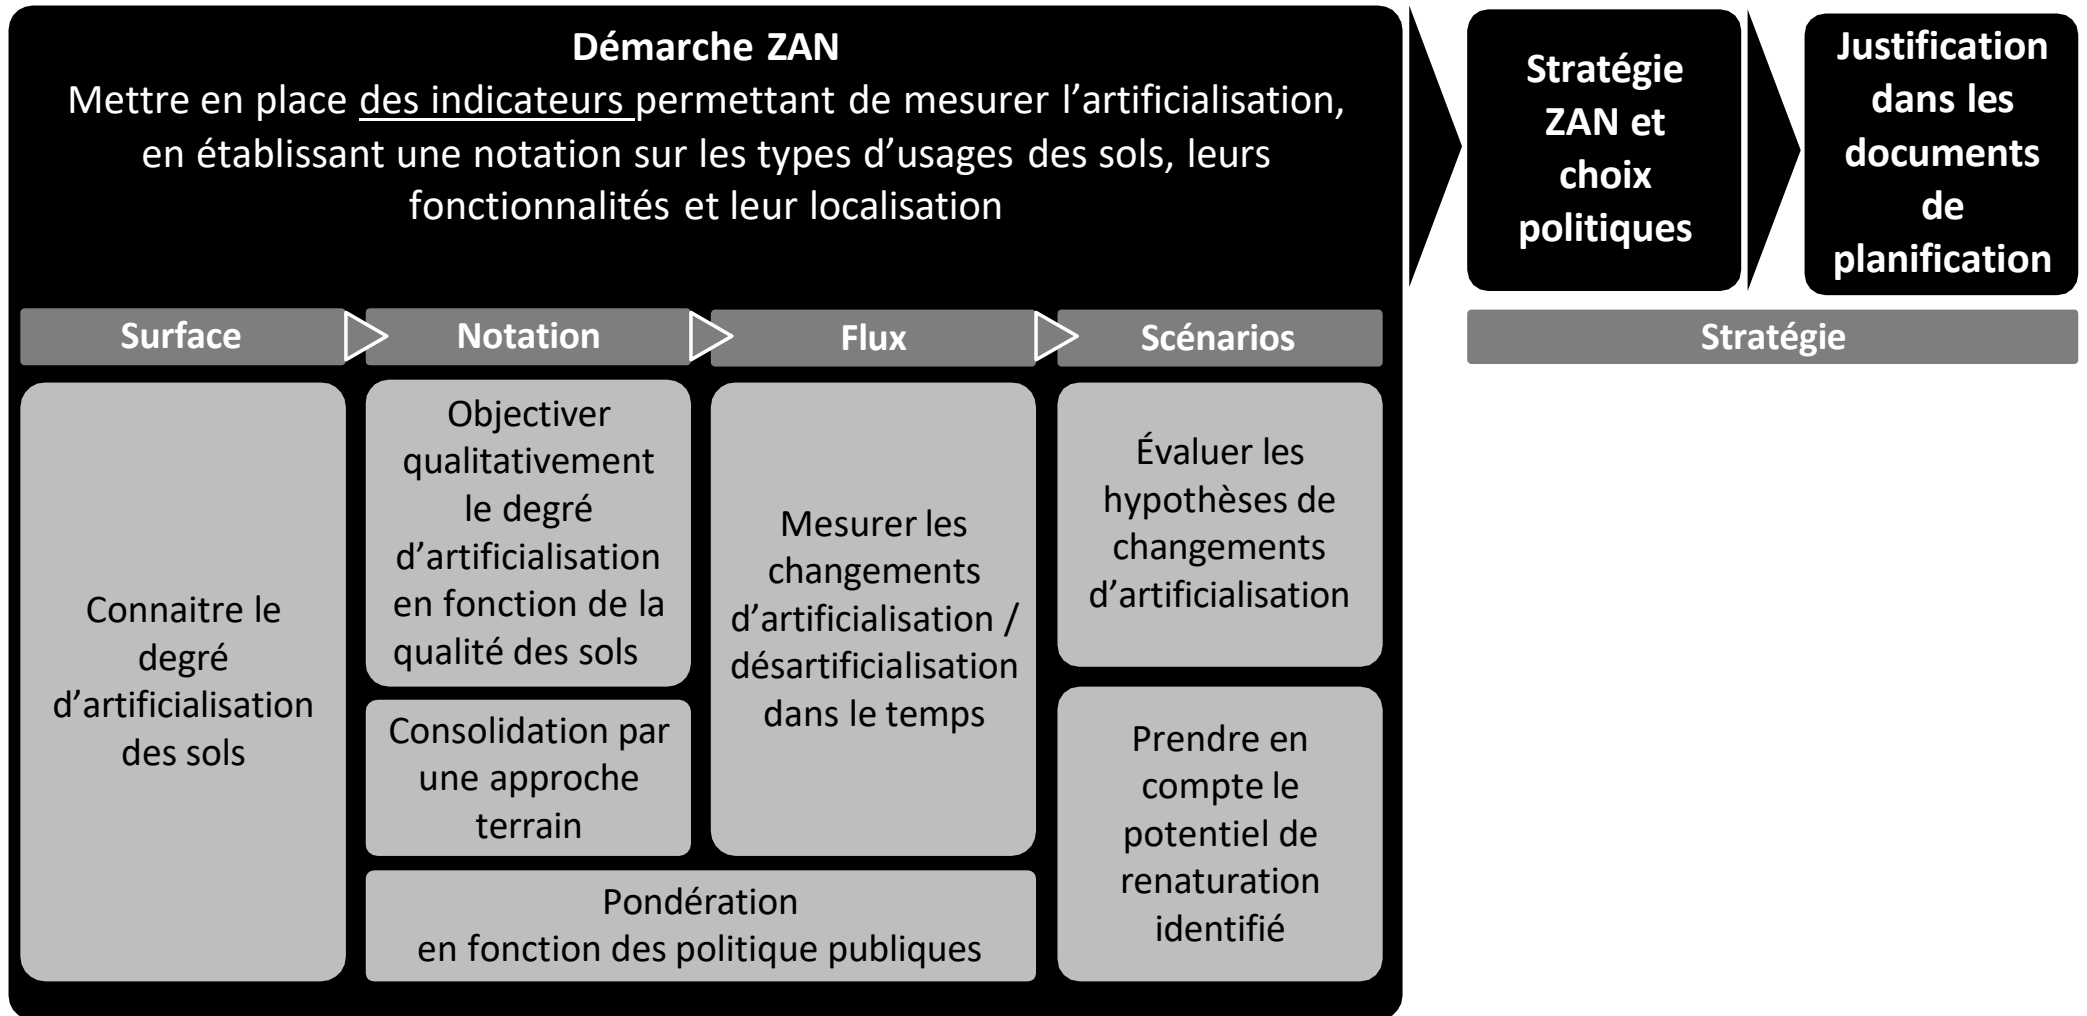 Démarche ZAN
Mettre en place des indicateurs permettant de mesurer l’artificialisation,
en établissant une notation sur les types d’usages des sols, leurs
fonctionnalités et leur localisation
Stratégie
ZAN et
choix
politiques
Justification
dans les
documents
de
planification
Surface
Notation
Flux
Scénarios
Stratégie
Connaitre le
degré
d’artificialisation
des sols
Objectiver
qualitativement
le degré
d’artificialisation
en fonction de la
qualité des sols
Consolidation par
une approche
terrain
Mesurer les
changements
d’artificialisation /
désartificialisation
dans le temps
Pondération
en fonction des politique publiques
Évaluer les
hypothèses de
changements
d’artificialisation
Prendre en
compte le
potentiel de
renaturation
identifié